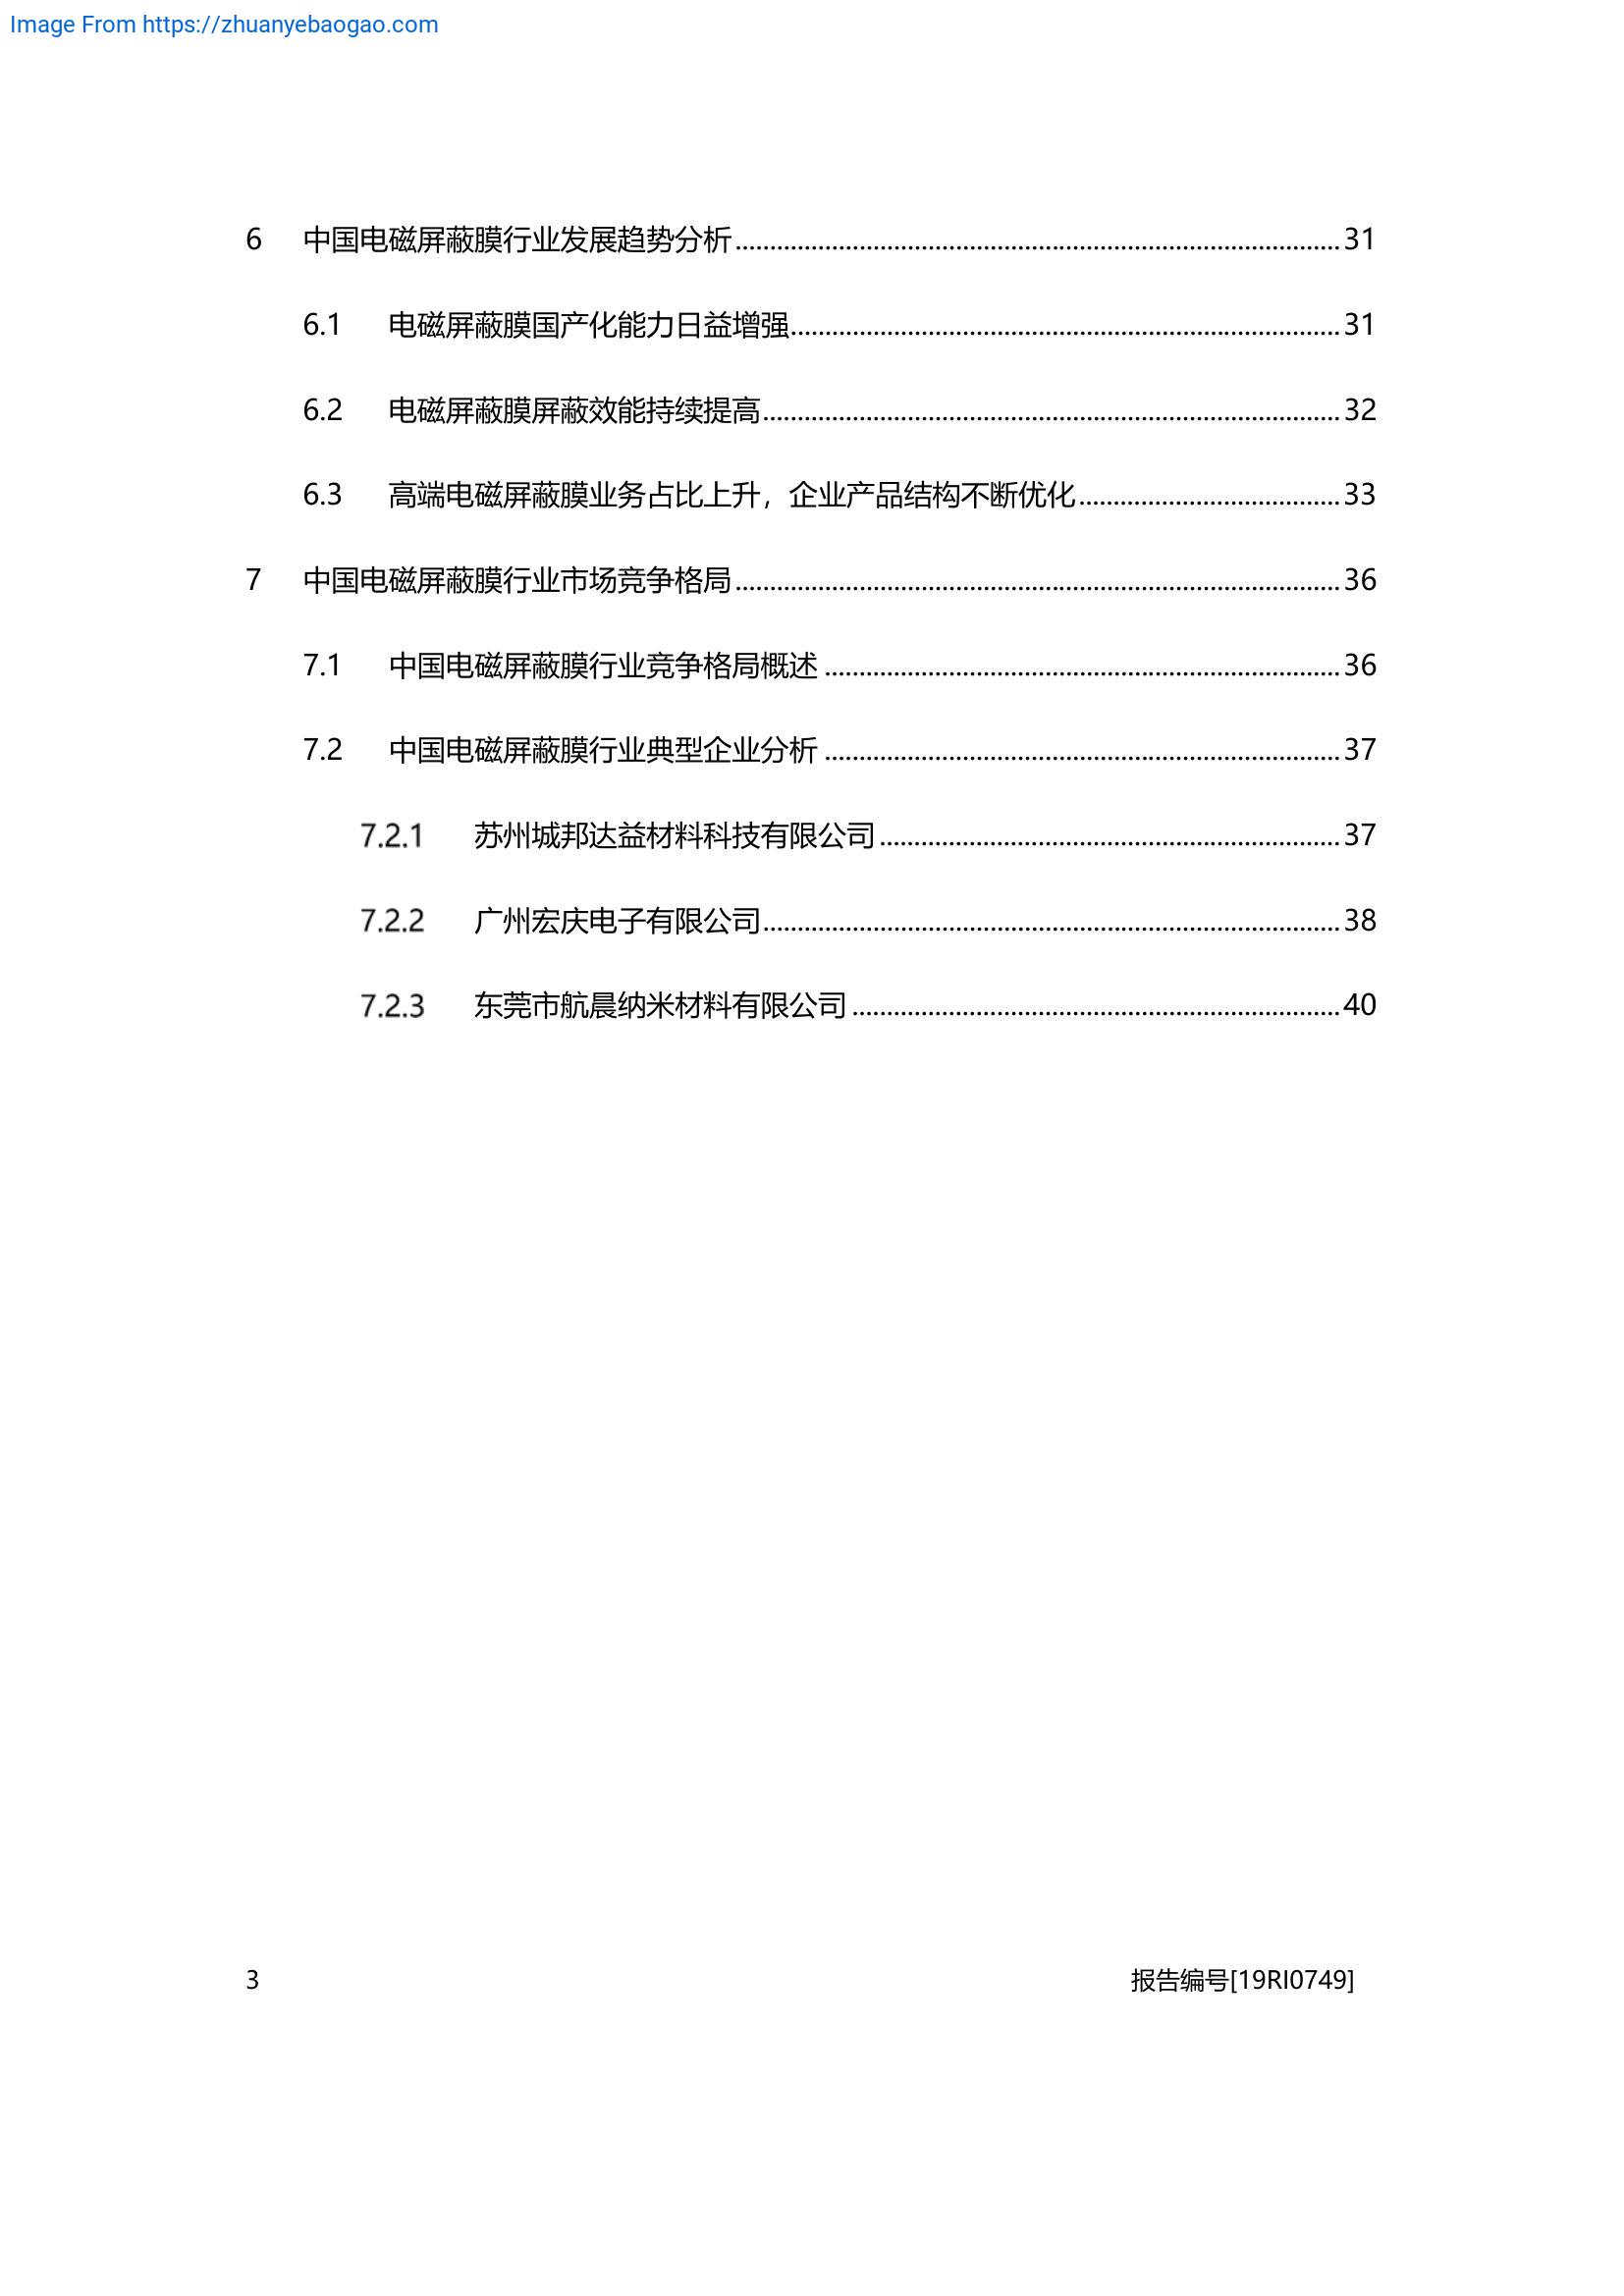 Image From https://zhuanyebaogao.com
6 中国电磁屏蔽膜行业发展趋势分析 31
6.1 电磁屏蔽膜国产化能力日益增强 31
6.2 电磁屏蔽膜屏蔽效能持续提高 32
6.3 高端电磁屏蔽膜业务占比上升，企业产品结构不断优化 33
7 中国电磁屏蔽膜行业市场竞争格局 36
7.1 中国电磁屏蔽膜行业竞争格局概述 36
7.2 中国电磁屏蔽膜行业典型企业分析 37
7.2.1 苏州城邦达益材料科技有限公司 37
7.2.2 广州宏庆电子有限公司 38
7.2.3 东莞市航晨纳米材料有限公司 40
3 报告编号[19RI0749]